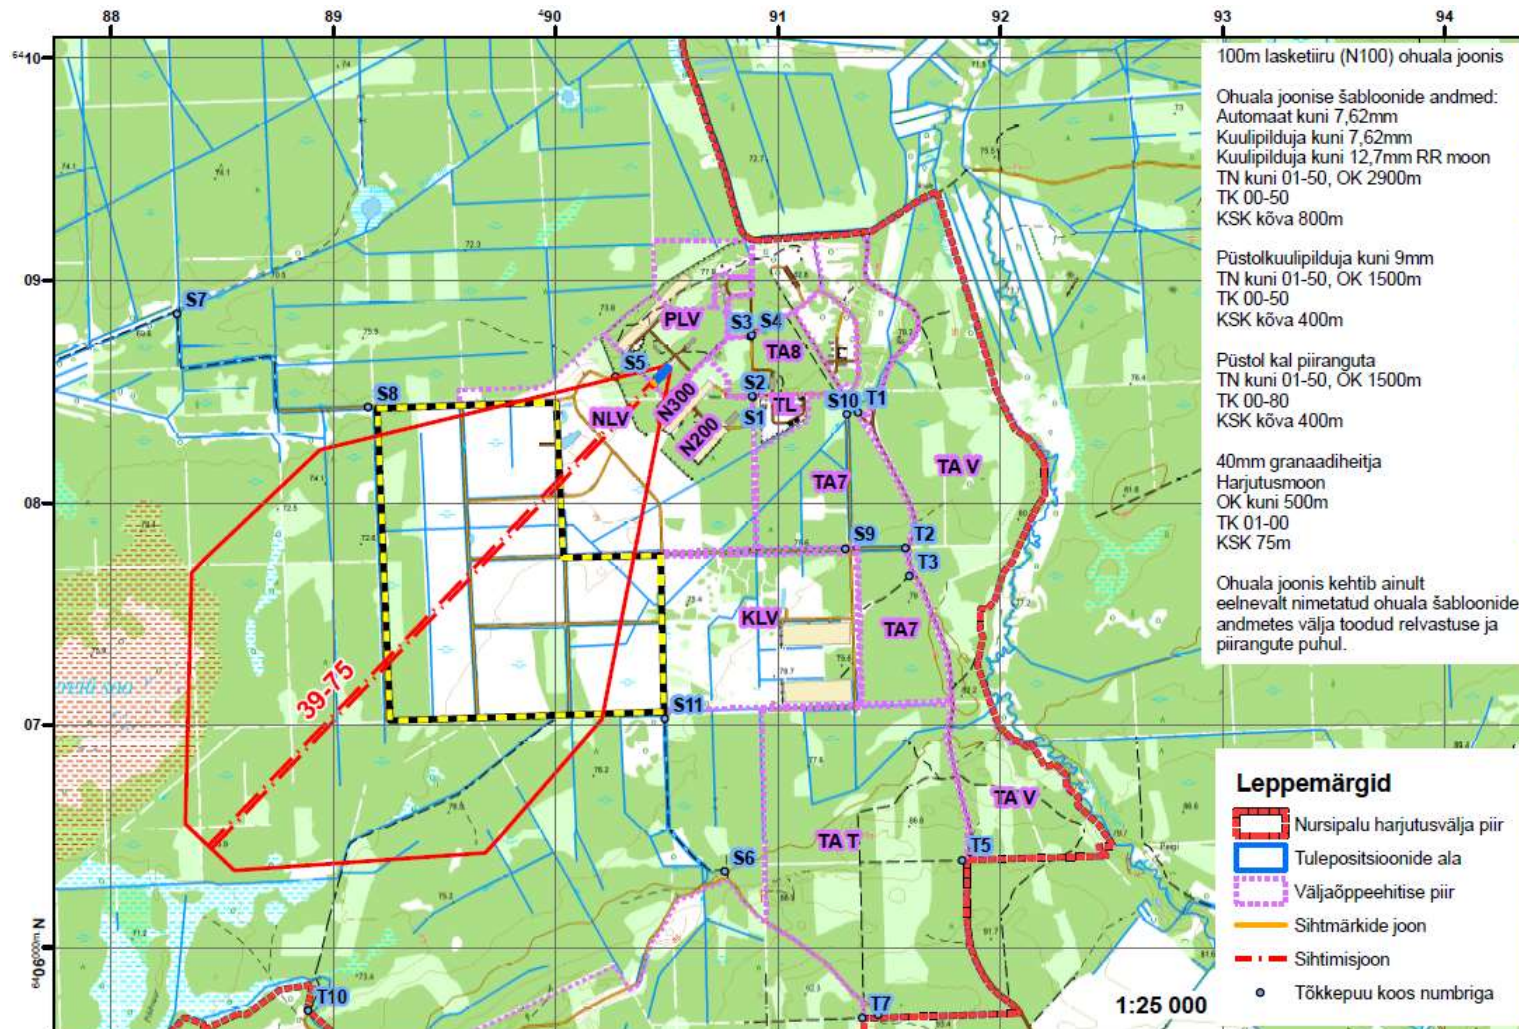 88 89 ⁴90 91 92 93 94
⁶⁴10
09
08
07
⁶⁴06⁰⁰⁰ᵐ N
100m lasketiiru (N100) ohuala joonis
Ohuala joonise šabloonide andmed:
Automaat kuni 7,62mm
Kuulipilduja kuni 7,62mm
Kuulipilduja kuni 12,7mm RR moon
TN kuni 01-50, OK 2900m
TK 00-50
KSK kõva 800m
Püstolkuulipilduja kuni 9mm
TN kuni 01-50, OK 1500m
TK 00-50
KSK kõva 400m
Püstol kal piiranguta
TN kuni 01-50, OK 1500m
TK 00-80
KSK kõva 400m
40mm granaadiheitja
Harjutusmoon
OK kuni 500m
TK 01-00
KSK 75m
Ohuala joonis kehtib ainult
eelnevalt nimetatud ohuala šabloonide
andmetes välja toodud relvastuse ja
piirangute puhul.
S7
PLV
S3
S4
TA8
S5
S8
S2
S1
TL
S10
T1
NLV
N300
N200
TA V
TA7
S9
T2
T3
KLV
TA7
39-75
S11
TA V
TA T
T5
S6
T10
T7
1:25 000
Leppemärgid
Nursipalu harjutusvälja piir
Tulepositsioonide ala
Väljaõppeehitise piir
Sihtmärkide joon
Sihtimisjoon
Tõkkepuu koos numbriga